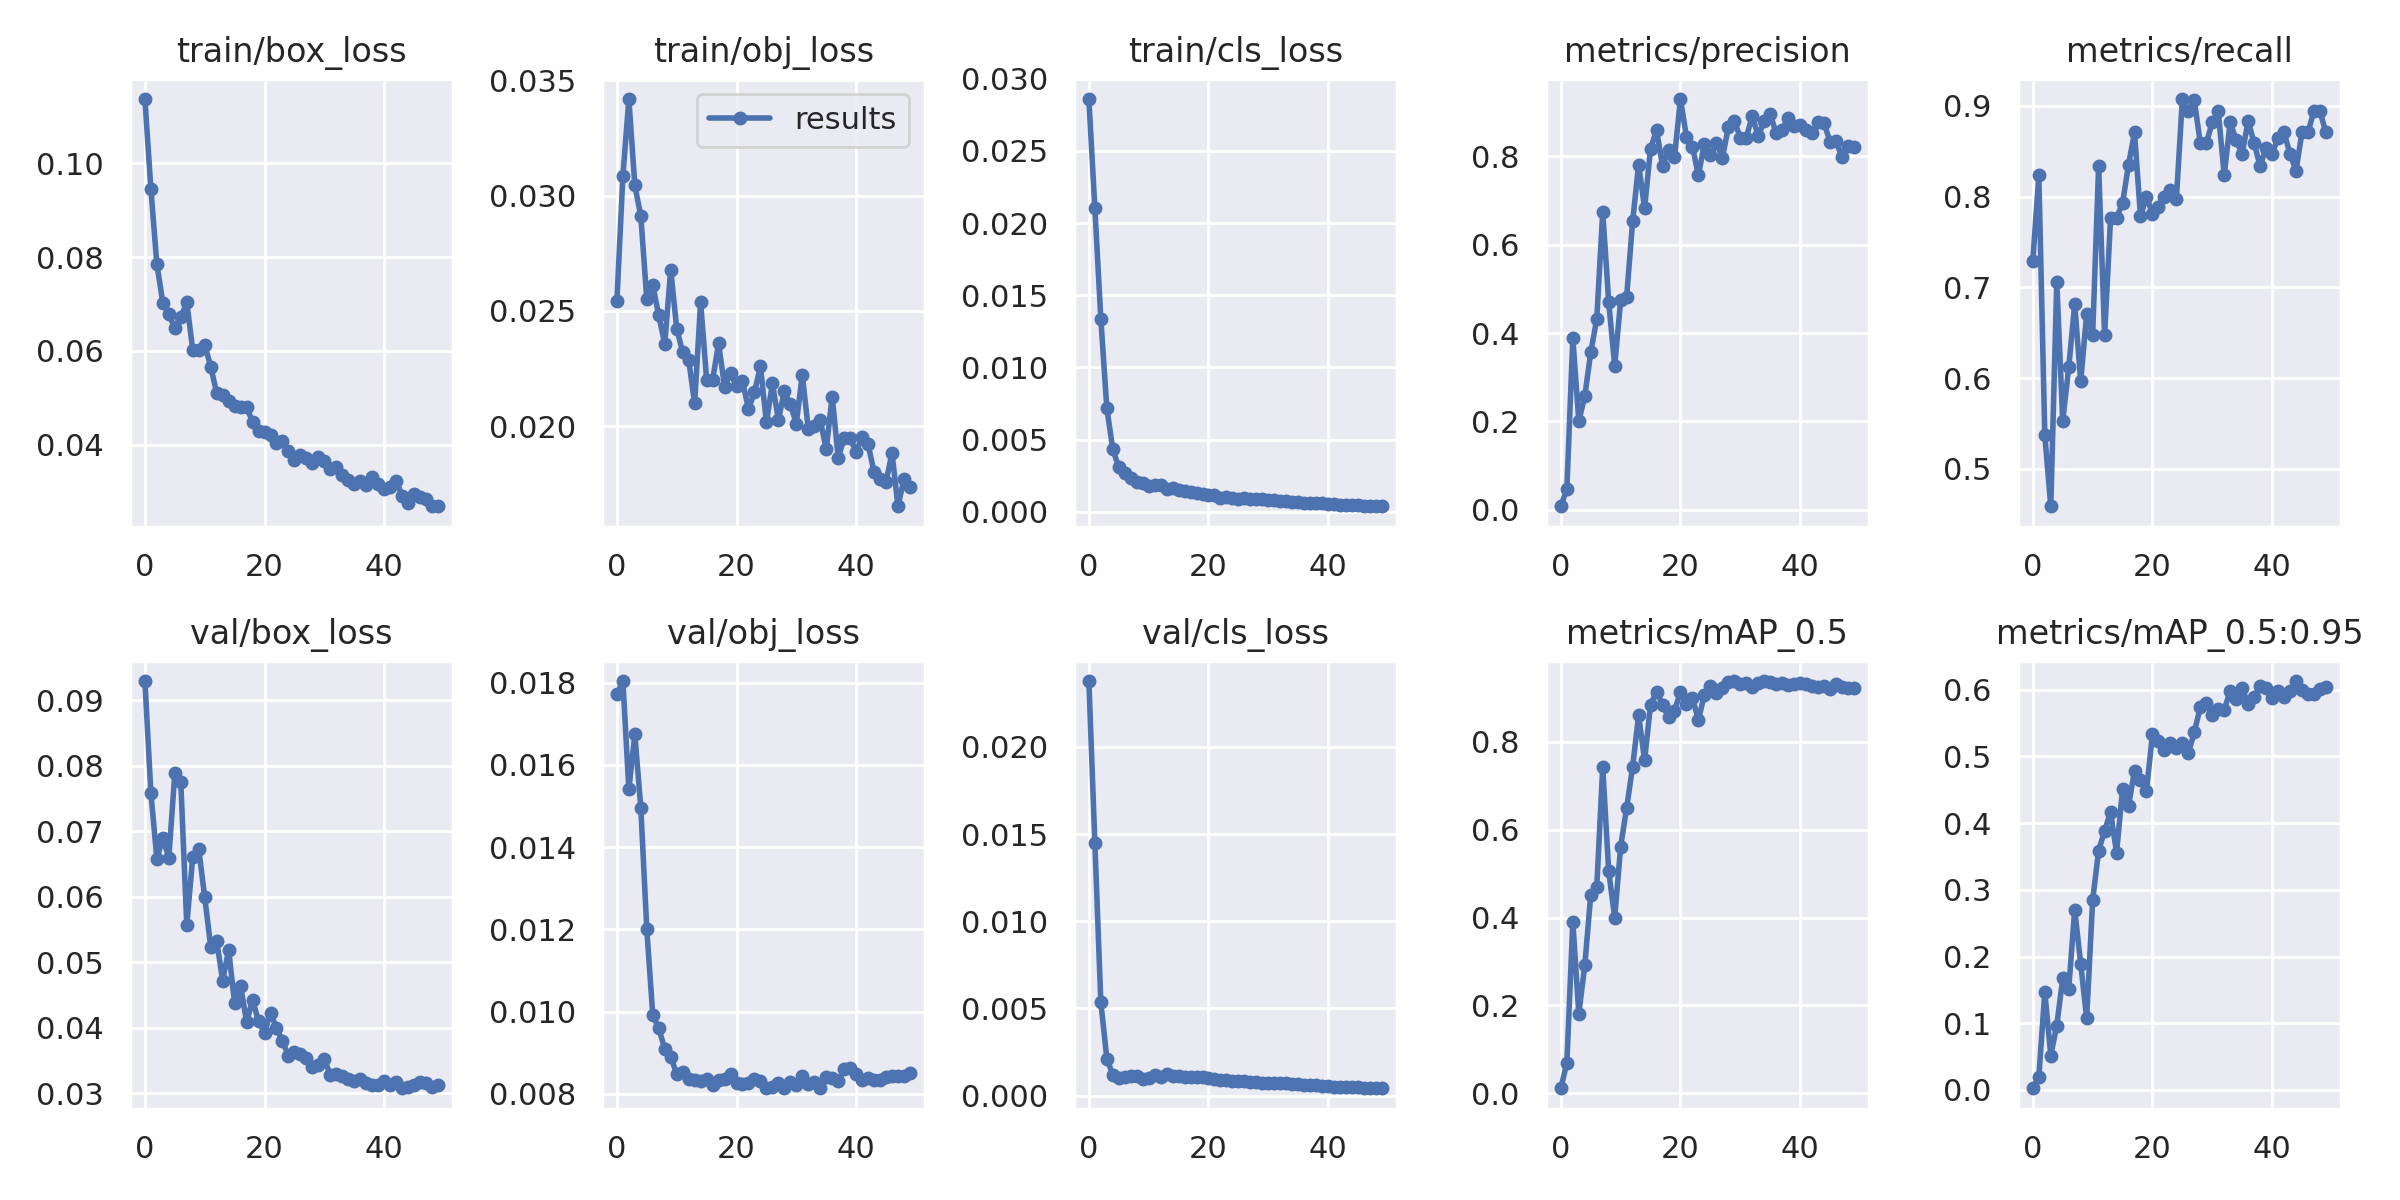 train/box_loss
0.10
0.08
0.06
0.04
0 20 40
train/obj_loss
results
0.035
0.030
0.025
0.020
0 20 40
train/cls_loss
0.030
0.025
0.020
0.015
0.010
0.005
0.000
0 20 40
metrics/precision
0.8
0.6
0.4
0.2
0.0
0 20 40
metrics/recall
0.9
0.8
0.7
0.6
0.5
0 20 40
val/box_loss
0.09
0.08
0.07
0.06
0.05
0.04
0.03
0 20 40
val/obj_loss
0.018
0.016
0.014
0.012
0.010
0.008
0 20 40
val/cls_loss
0.020
0.015
0.010
0.005
0.000
0 20 40
metrics/mAP_0.5
0.8
0.6
0.4
0.2
0.0
0 20 40
metrics/mAP_0.5:0.95
0.6
0.5
0.4
0.3
0.2
0.1
0.0
0 20 40